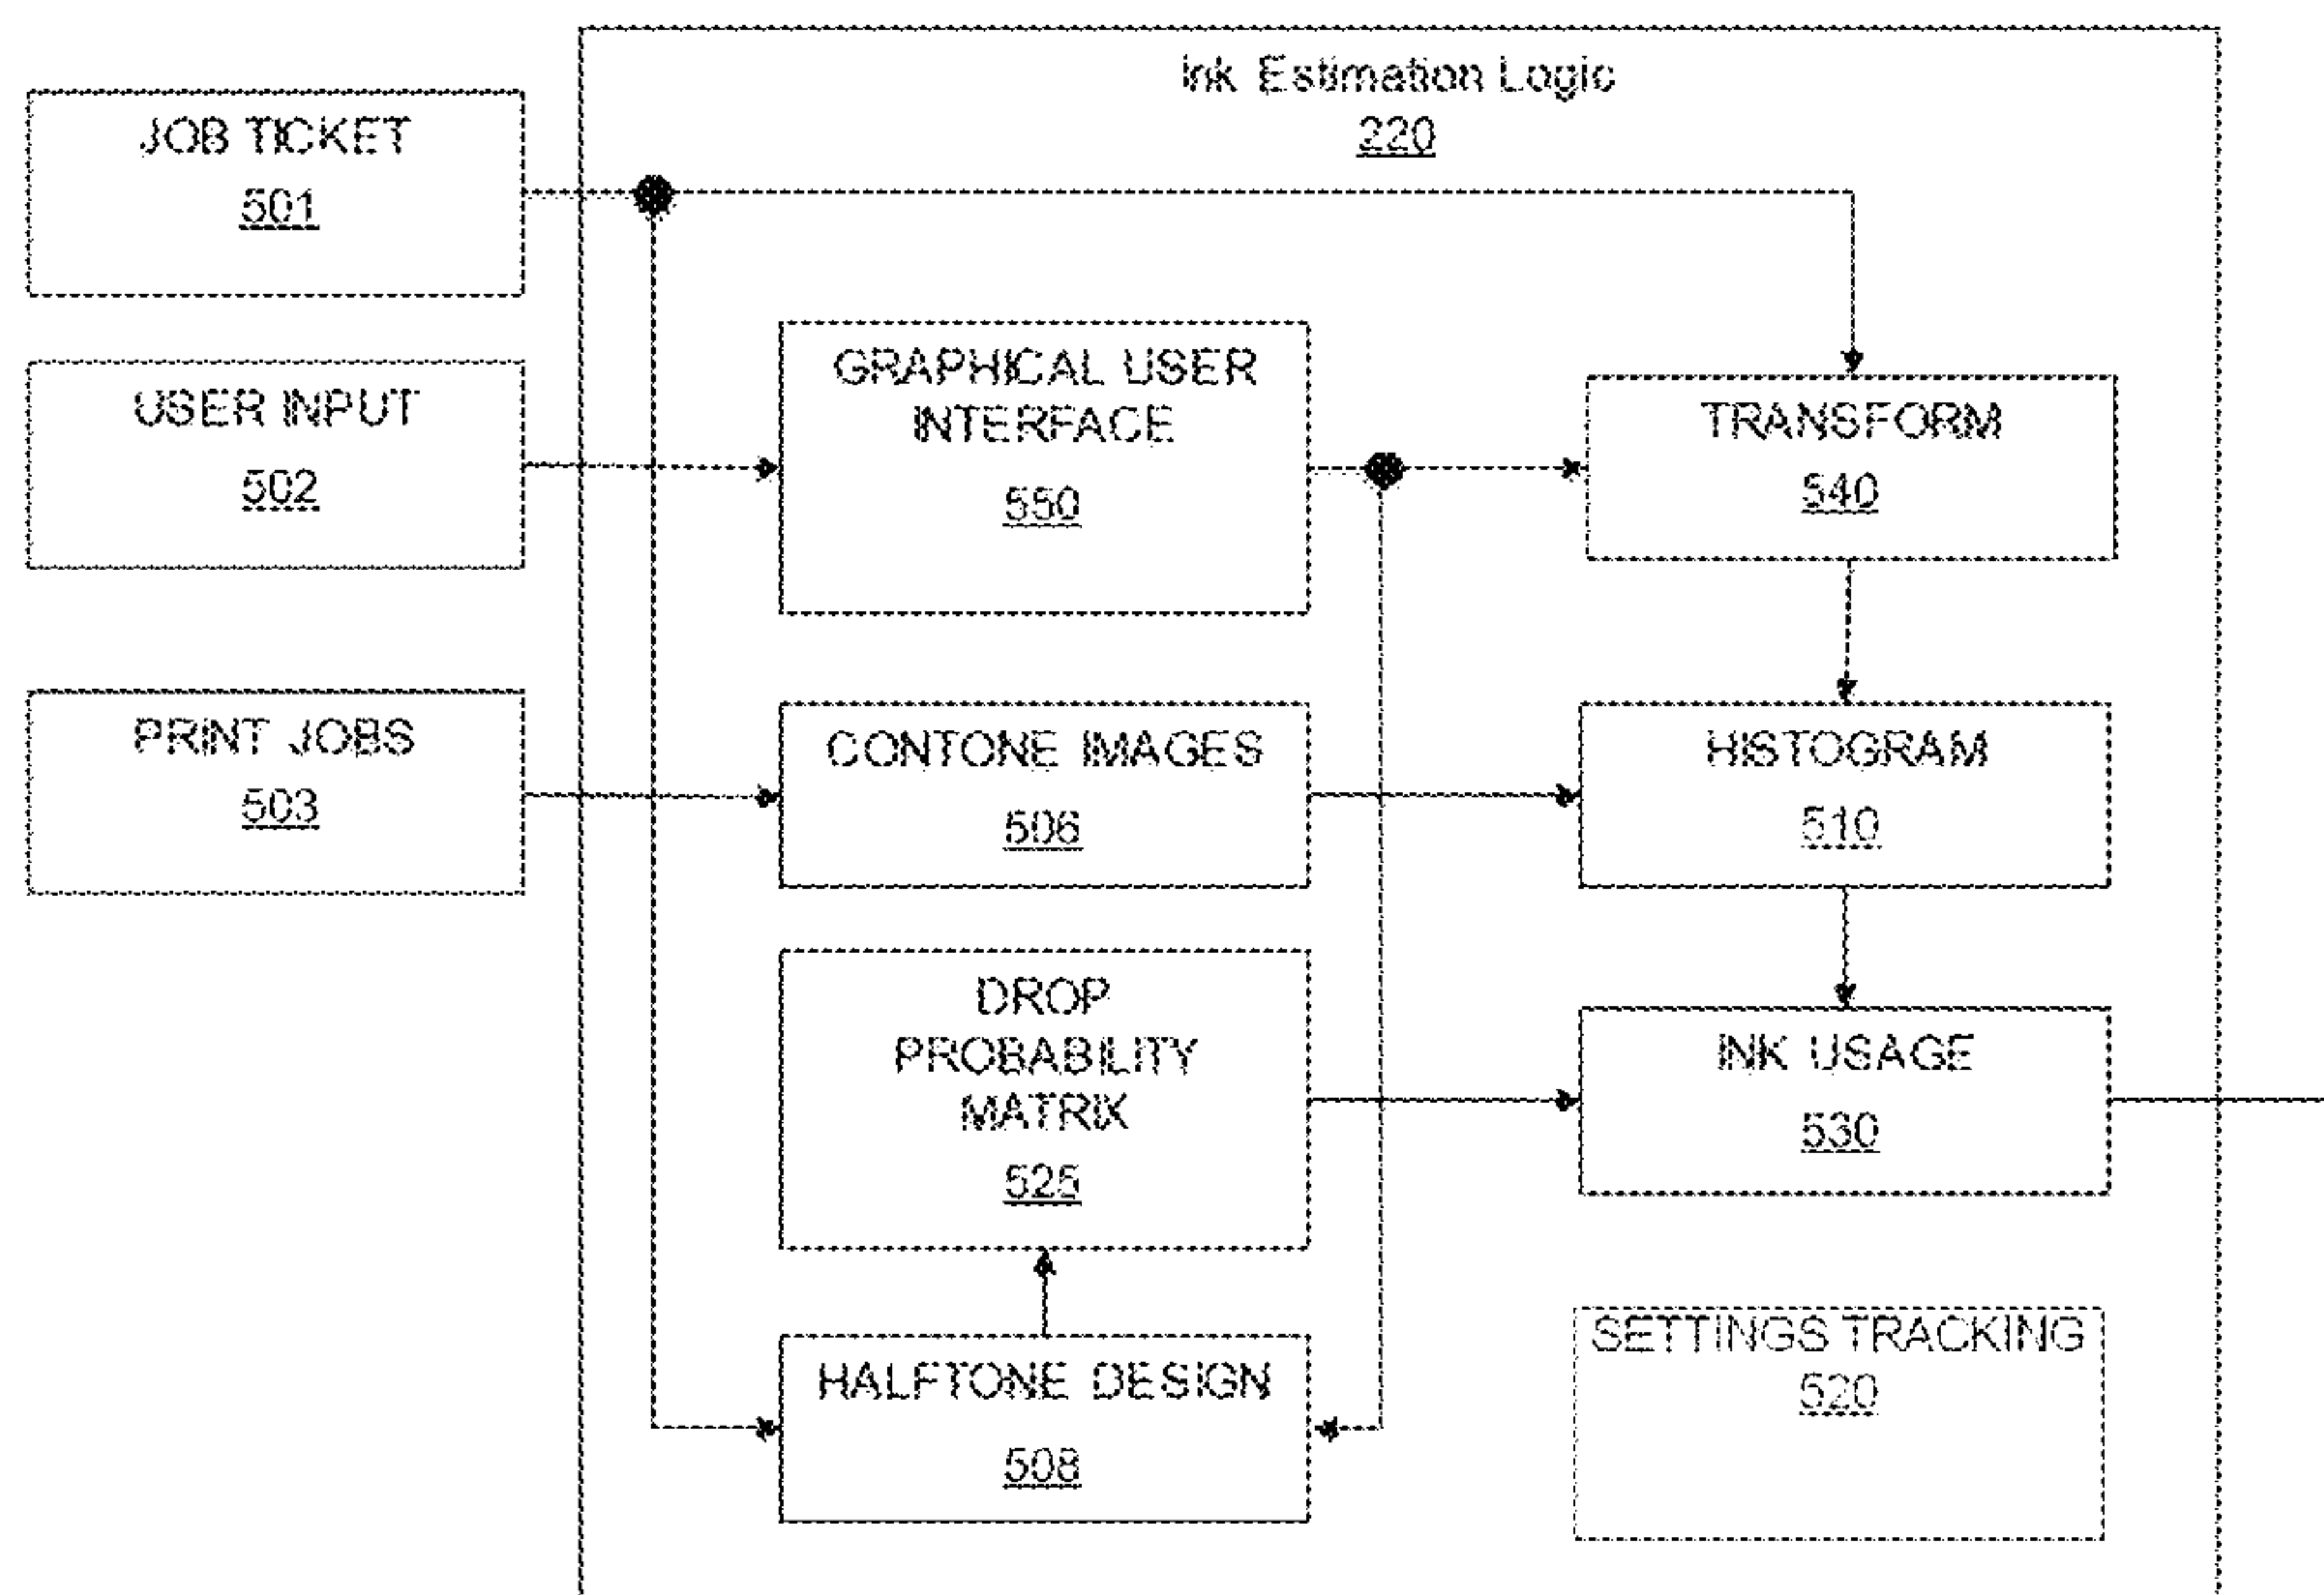 Ink Estimation Logic
220
JOB TICKET
501
USER INPUT
502
PRINT JOBS
503
GRAPHICAL USER
INTERFACE
550
TRANSFORM
540
CONTONE IMAGES
506
HISTOGRAM
510
DROP
PROBABILITY
MATRIX
525
INK USAGE
530
HALFTONE DESIGN
508
SETTINGS TRACKING
520